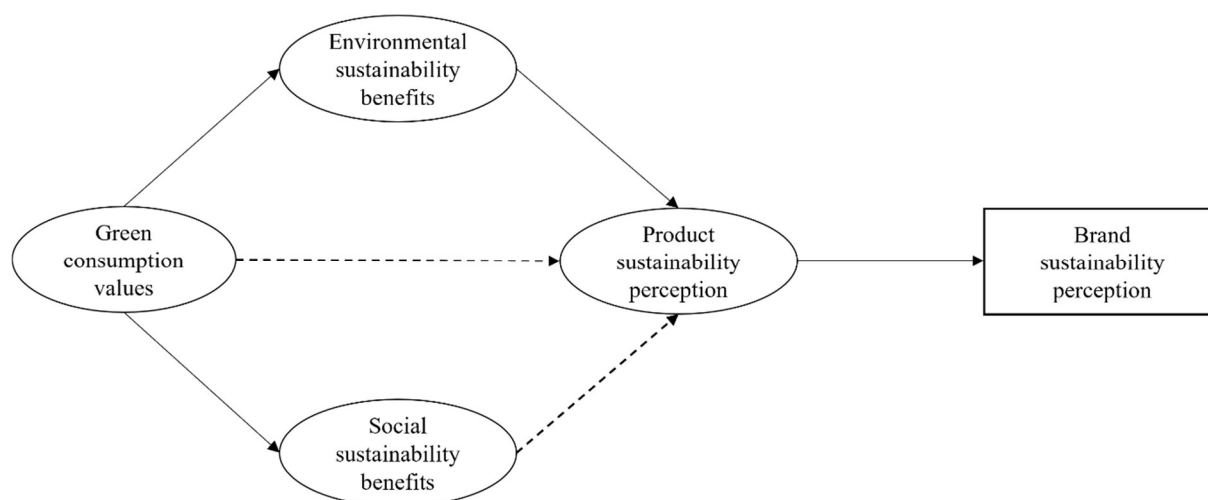 Environmental
sustainability
benefits
Green
consumption
values
Product
sustainability
perception
Brand
sustainability
perception
Social
sustainability
benefits